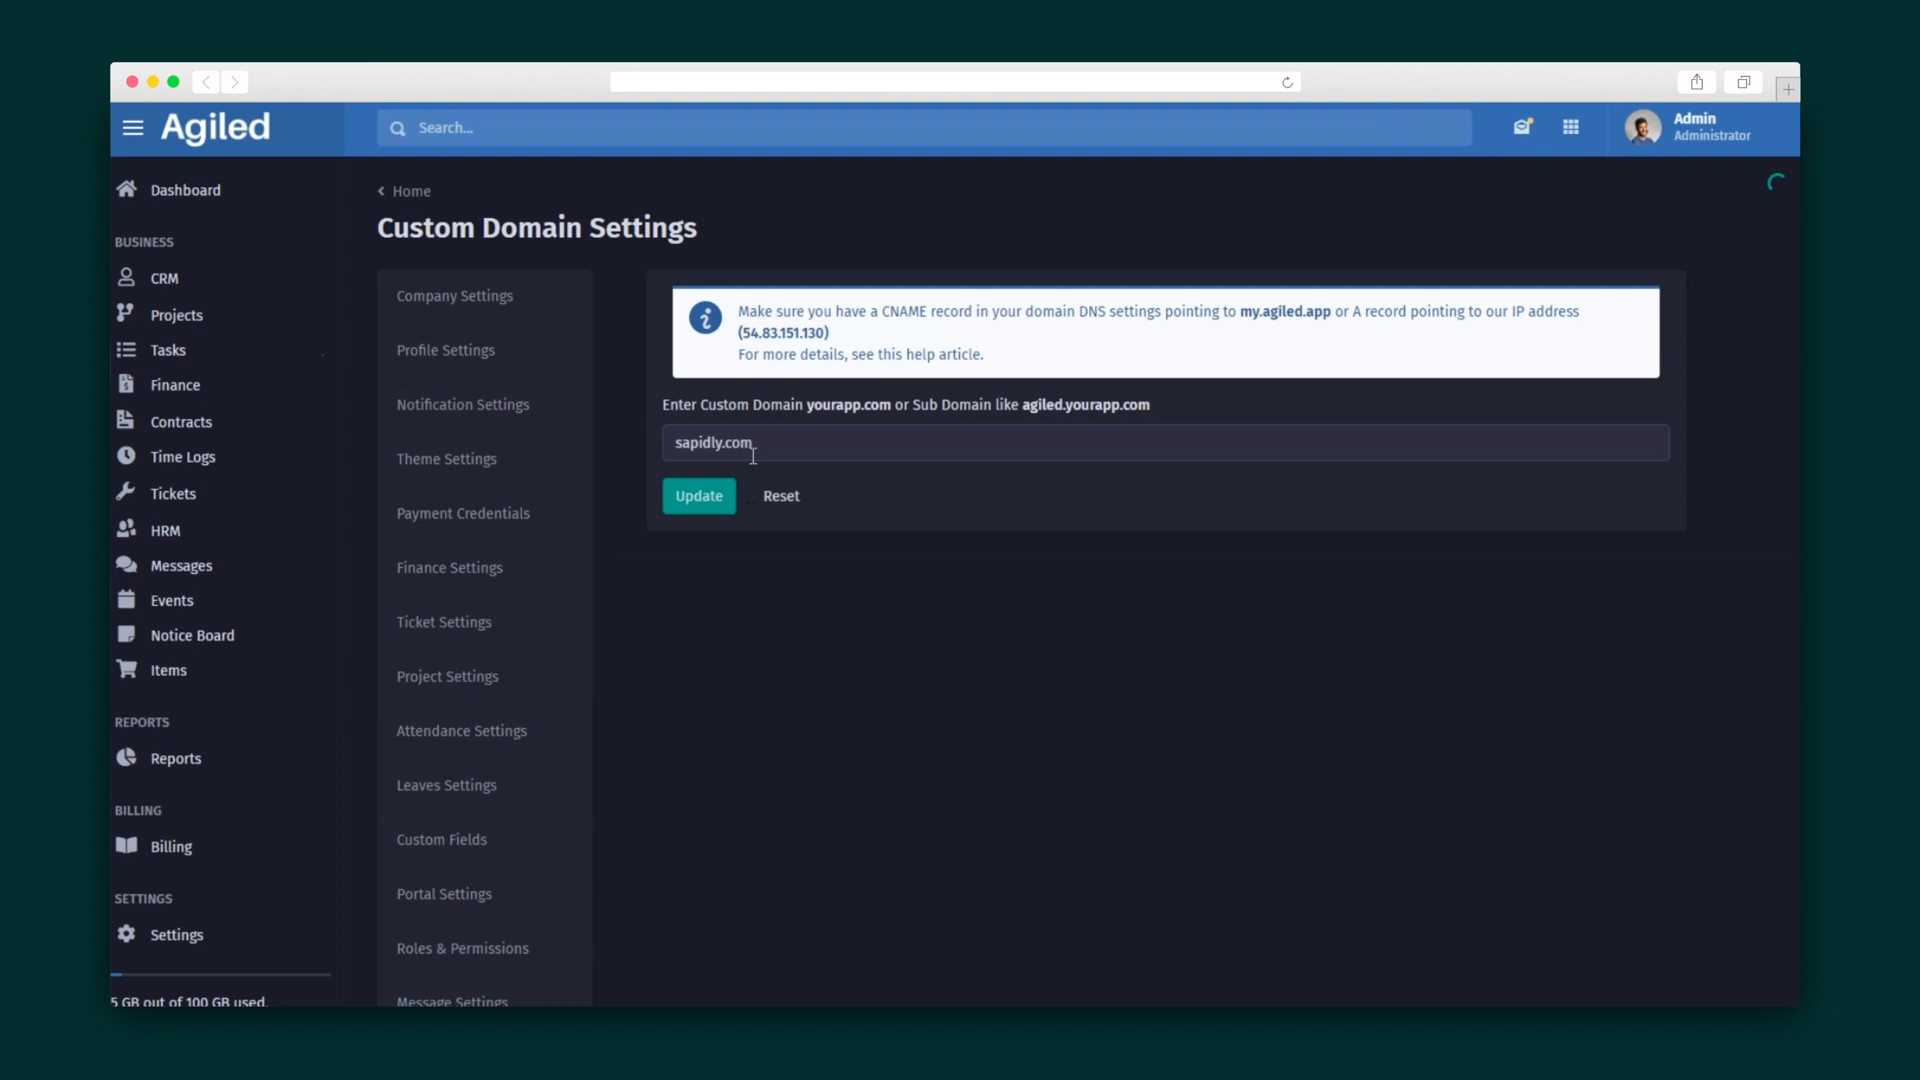 Agiled
Search...
Admin
Administrator
Dashboard
BUSINESS
CRM
Projects
Tasks
Finance
Contracts
Time Logs
Tickets
HRM
Messages
Events
Notice Board
Items
REPORTS
Reports
BILLING
Billing
SETTINGS
Settings
5 GB out of 100 GB used.
Home
Custom Domain Settings
Company Settings
Profile Settings
Notification Settings
Theme Settings
Payment Credentials
Finance Settings
Ticket Settings
Project Settings
Attendance Settings
Leaves Settings
Custom Fields
Portal Settings
Roles & Permissions
Message Settings
Make sure you have a CNAME record in your domain DNS settings pointing to my.agiled.app or A record pointing to our IP address
(54.83.151.130)
For more details, see this help article.
Enter Custom Domain yourapp.com or Sub Domain like agiled.yourapp.com
sapidly.com
Update
Reset